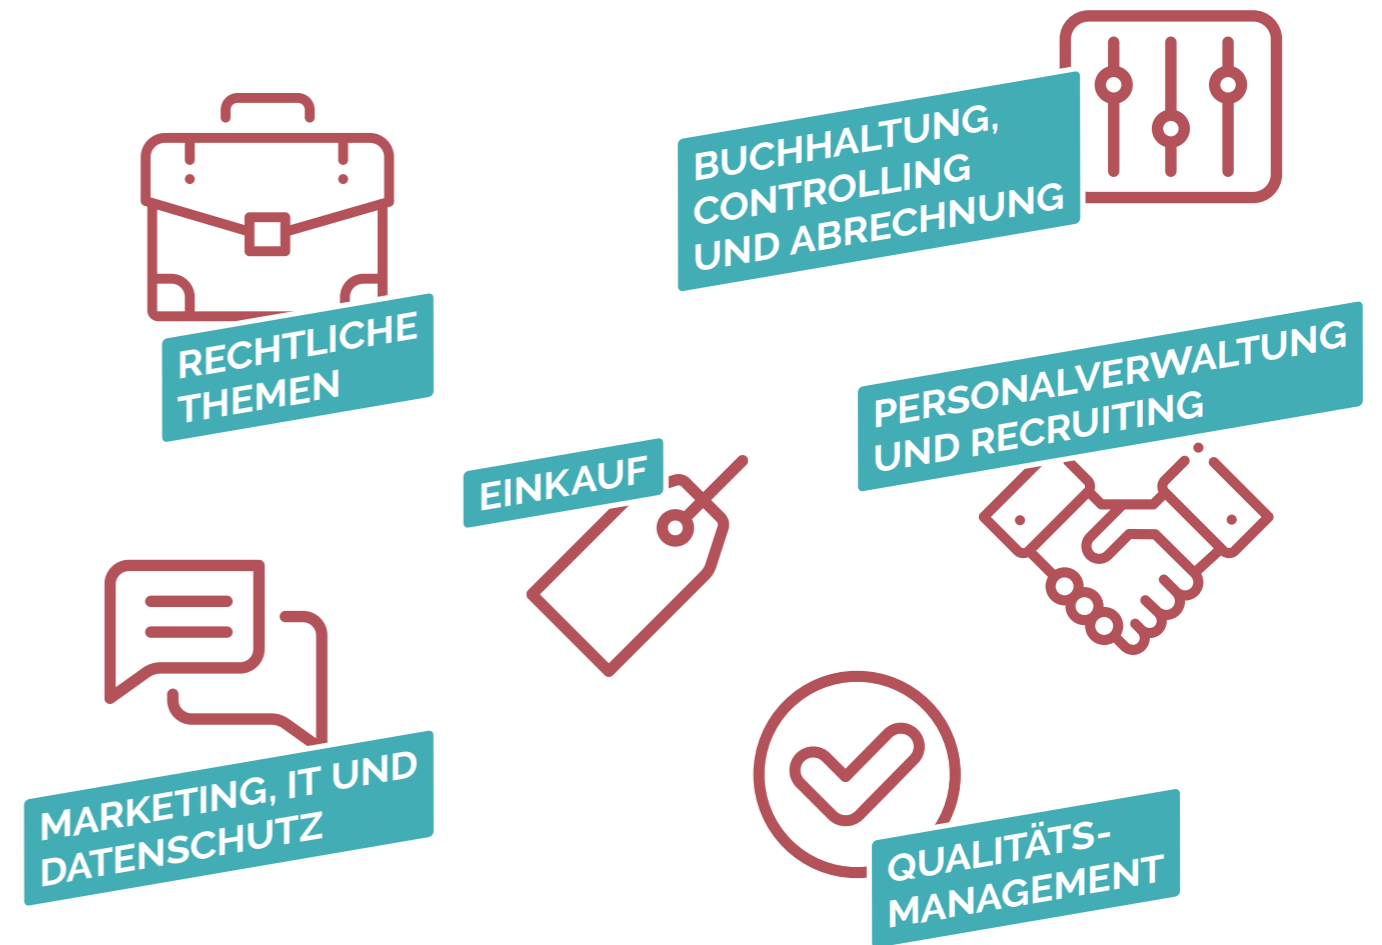 BUCHHALTUNG,
CONTROLLING
UND ABRECHNUNG
RECHTLICHE
THEMEN
PERSONALVERWALTUNG
UND RECRUITING
EINKAUF
MARKETING, IT UND
DATENSCHUTZ
QUALITÄTS-
MANAGEMENT